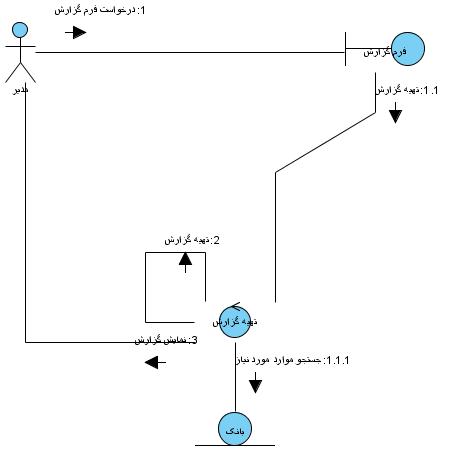 1: درخواست فرم گزارش
فرم گزارش
مدیر
1.1: تهیه گزارش
2: تهیه گزارش
تهیه گزارش
3: نمایش گزارش
1.1.1: جستجو موارد مورد نیاز
بانک